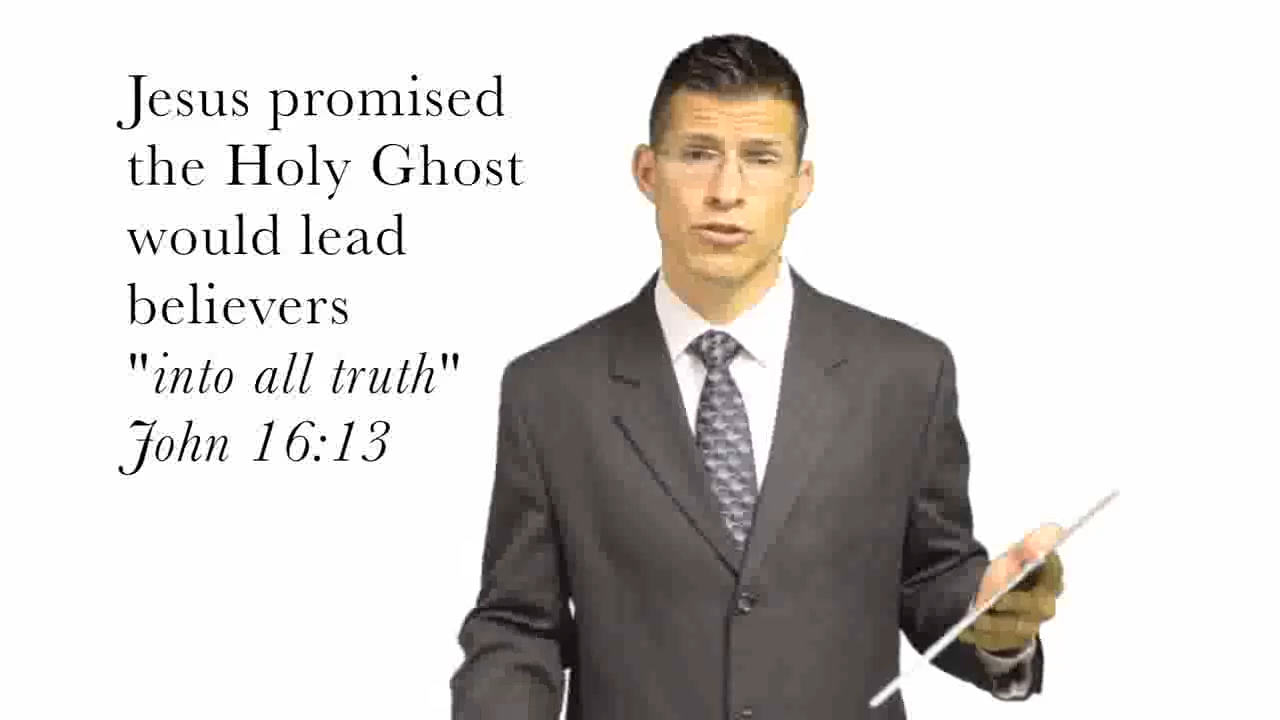 Jesus promised
the Holy Ghost
would lead
believers
"into all truth"
John 16:13